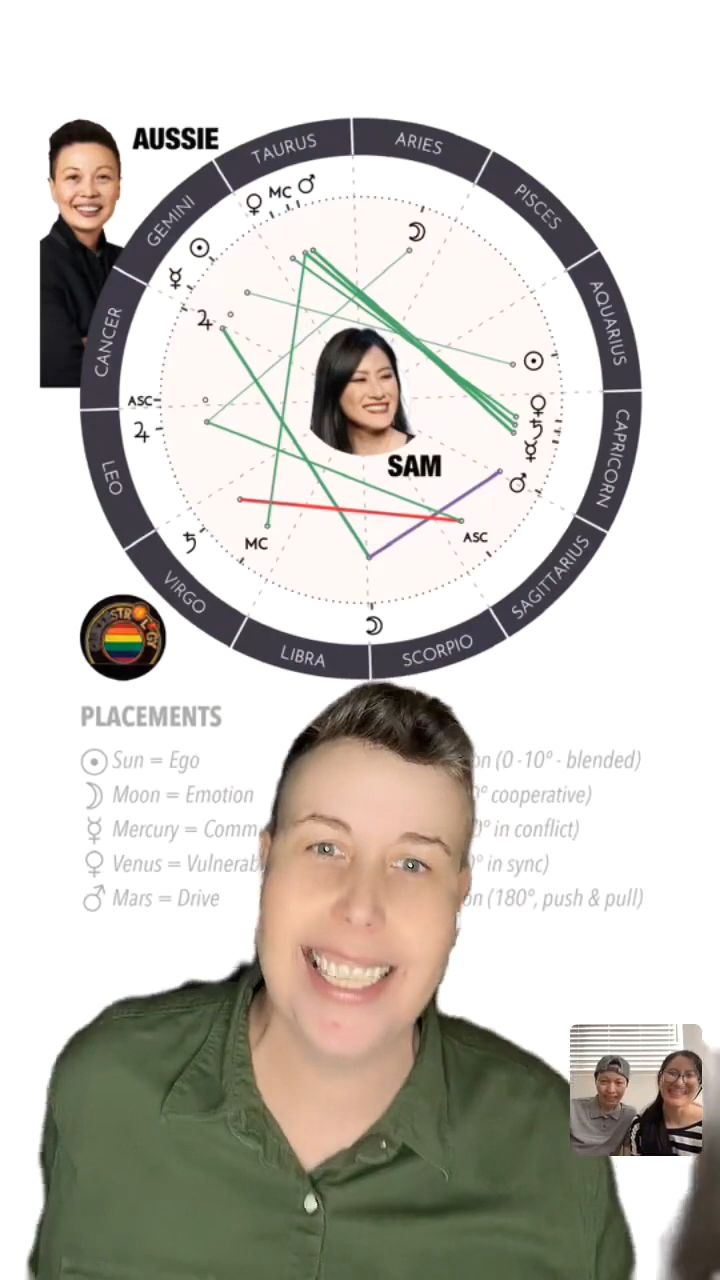 AUSSIE
TAURUS
ARIES
GEMINI
PISCES
MC
CANCER
AQUARIUS
ASC
SAM
CAPRICORN
LEO
MC
ASC
VIRGO
SAGITTARIUS
LIBRA
SCORPIO
PLACEMENTS
Sun = Ego
(0-10° - blended)
Moon = Emotion
cooperative)
Mercury = Comm
in conflict)
Venus = Vulnerab
in sync)
Mars = Drive
(180°, push & pull)